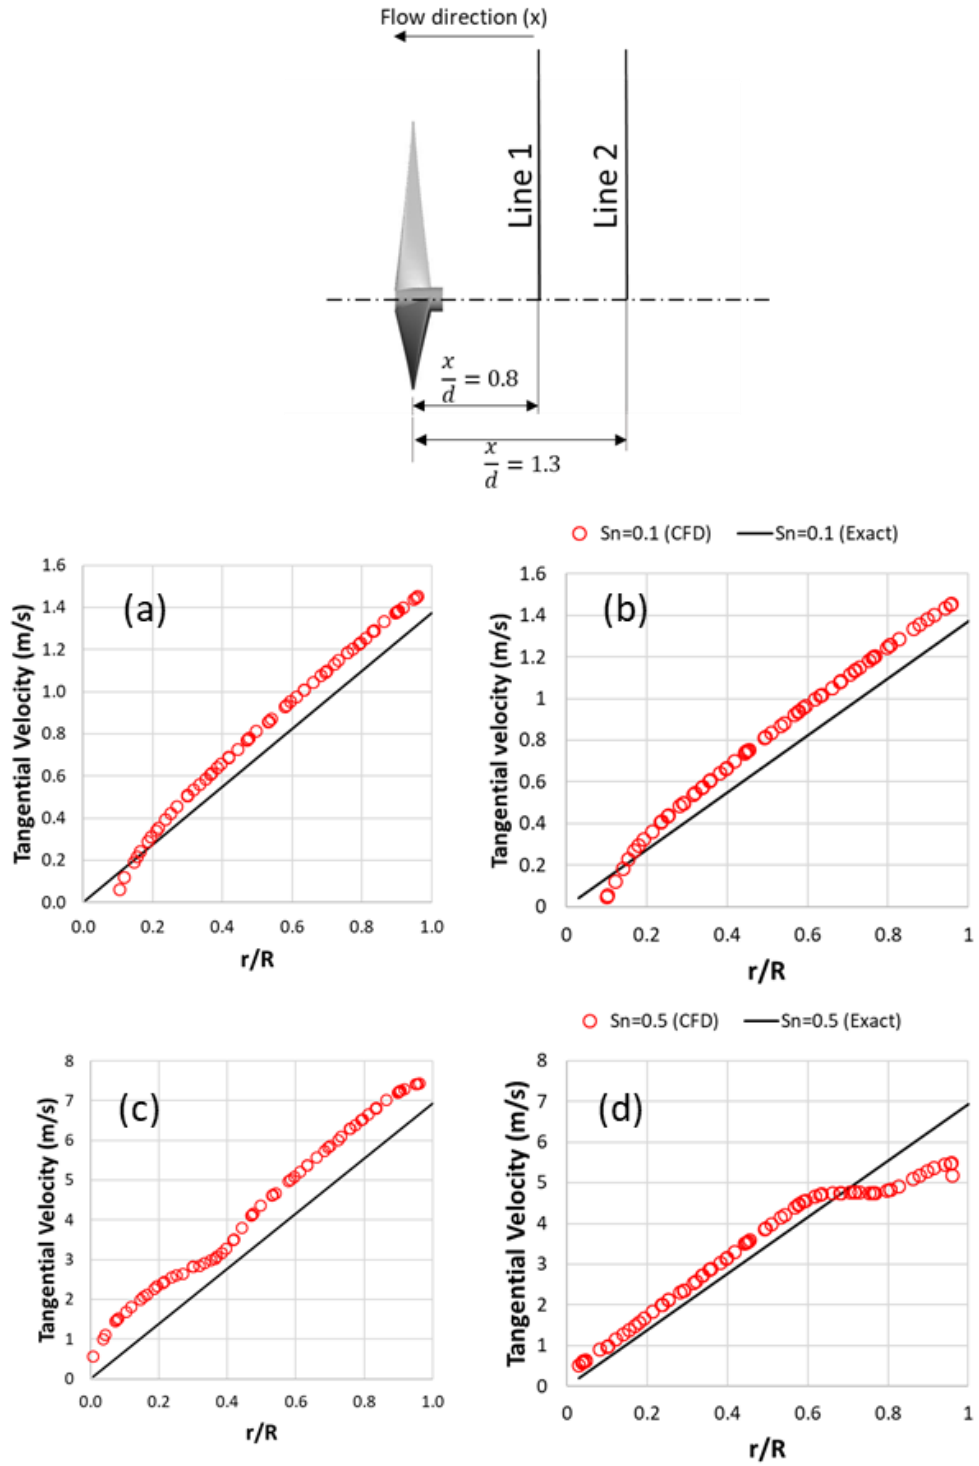 Flow direction (x)
Line 1
Line 2
x/d = 0.8
x/d = 1.3
Sn=0.1 (CFD) Sn=0.1 (Exact)
(a)
Tangential Velocity (m/s)
1.6
1.4
1.2
1.0
0.8
0.6
0.4
0.2
0.0
0.0 0.2 0.4 0.6 0.8 1.0
r/R
(b)
Tangential velocity (m/s)
1.6
1.4
1.2
1
0.8
0.6
0.4
0.2
0
0 0.2 0.4 0.6 0.8 1
r/R
Sn=0.5 (CFD) Sn=0.5 (Exact)
(c)
Tangential Velocity (m/s)
8
7
6
5
4
3
2
1
0
0.0 0.2 0.4 0.6 0.8 1.0
r/R
(d)
Tangential Velocity (m/s)
8
7
6
5
4
3
2
1
0
0 0.2 0.4 0.6 0.8 1
r/R